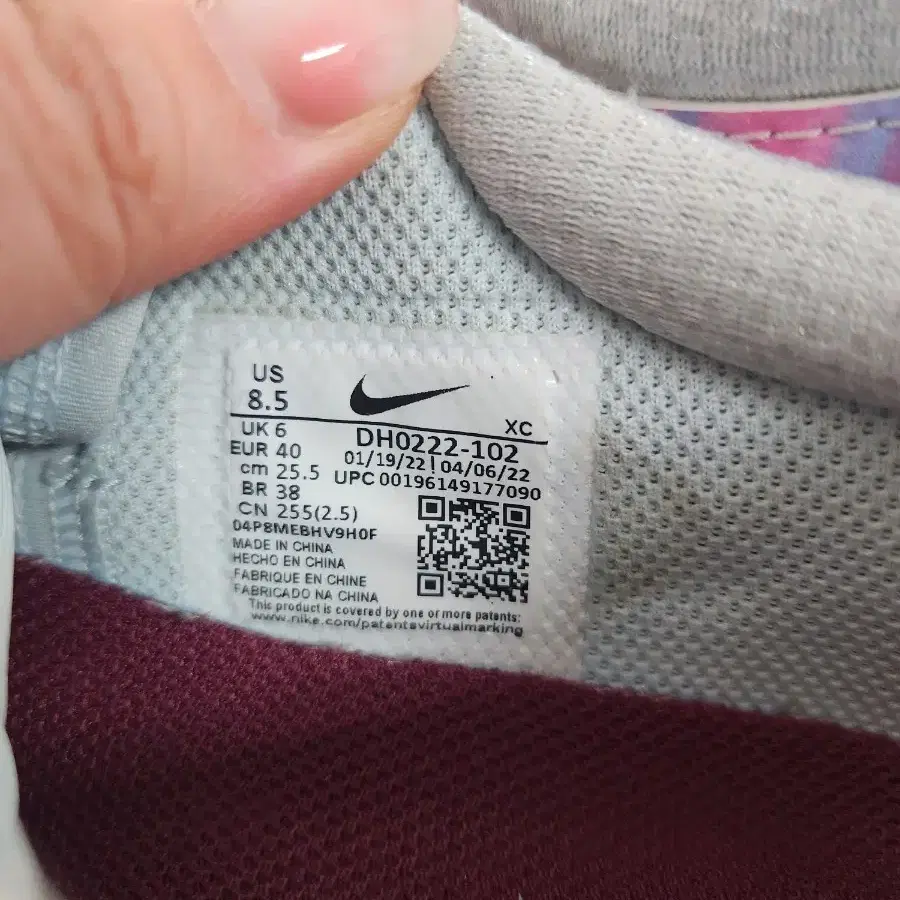 US
8.5
XC
UK 6
DH0222-102
EUR 40
01/19/22 | 04/06/22
cm 25.5
UPC 00196149177090
BR 38
CN 255(2.5)
04P8MEBHV9H0F
MADE IN CHINA
HECHO EN CHINA
FABRIQUE EN CHINE
FABRICADO NA CHINA
This product is covered by one or more patents:
www.nike.com/patentsvirtualmarking